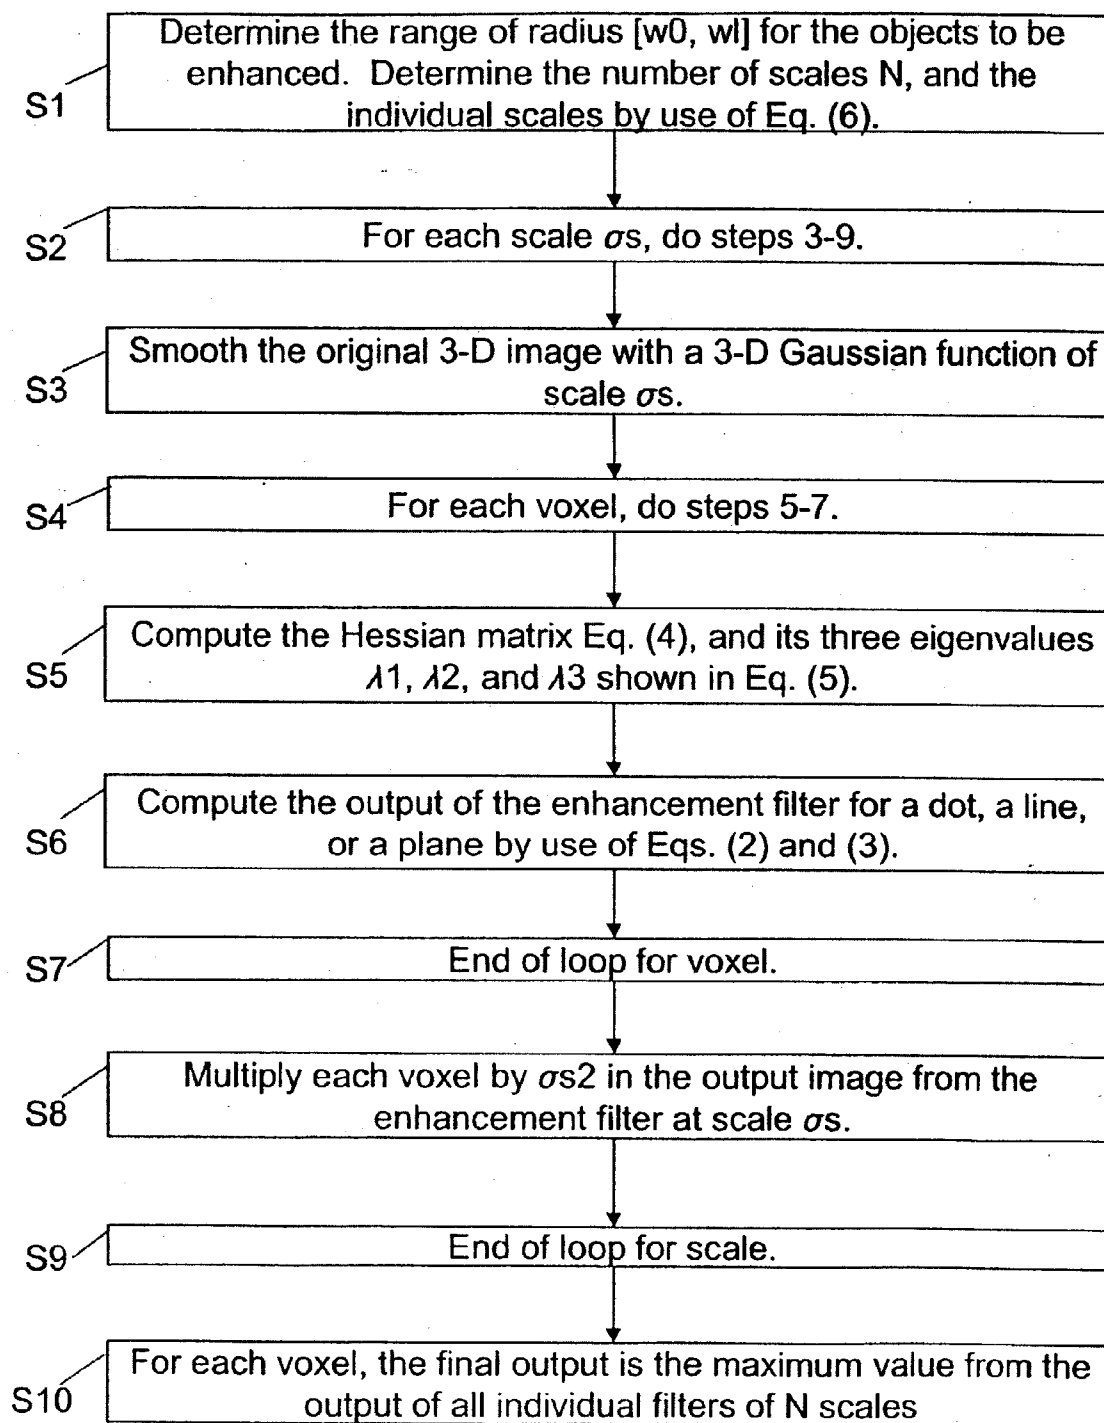 Determine the range of radius [w0, wl] for the objects to be
enhanced. Determine the number of scales N, and the
individual scales by use of Eq. (6).
S1
For each scale σs, do steps 3-9.
S2
Smooth the original 3-D image with a 3-D Gaussian function of
scale σs.
S3
For each voxel, do steps 5-7.
S4
Compute the Hessian matrix Eq. (4), and its three eigenvalues
λ1, λ2, and λ3 shown in Eq. (5).
S5
Compute the output of the enhancement filter for a dot, a line,
or a plane by use of Eqs. (2) and (3).
S6
End of loop for voxel.
S7
Multiply each voxel by σs2 in the output image from the
enhancement filter at scale σs.
S8
End of loop for scale.
S9
For each voxel, the final output is the maximum value from the
output of all individual filters of N scales
S10